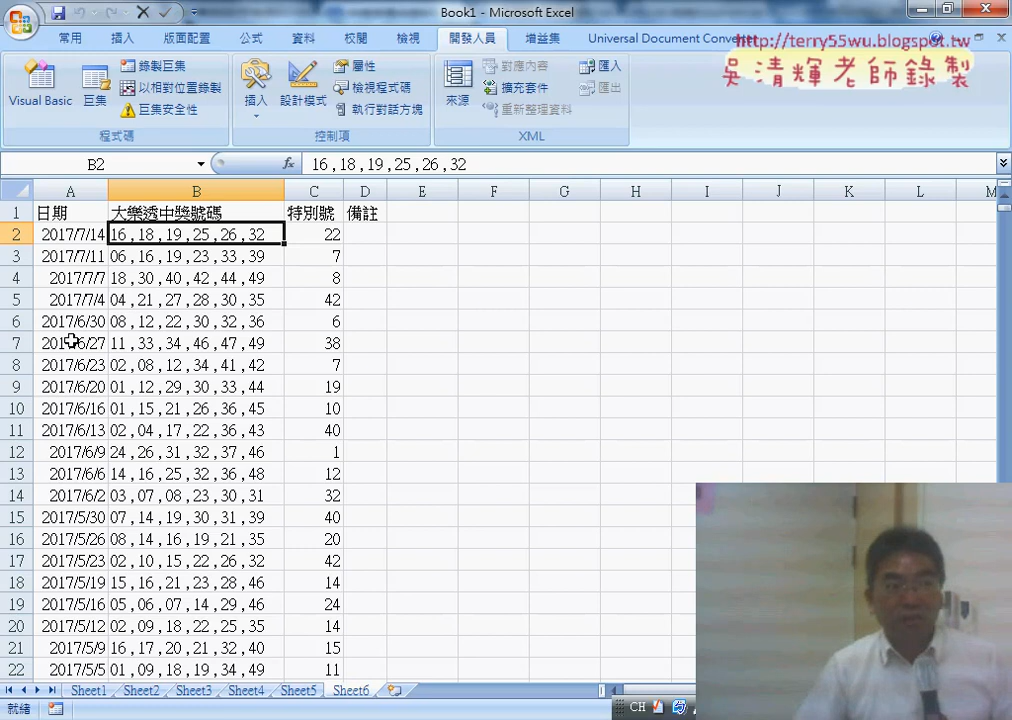 Book1 - Microsoft Excel
常用 插入 版面配置 公式 資料 校閱 檢視 開發人員 增益集 Universal Document Conver
http://terry55wu.blogspot.tw
吳清輝老師錄製
Visual Basic 巨集 錄製巨集 以相對位置錄製 巨集安全性 程式碼
插入 設計模式 屬性 檢視程式碼 執行對話方塊 控制項
來源 對應內容 擴充套件 重新整理資料 匯入 匯出 XML
B2 fx 16,18,19,25,26,32
A B C D E F G H I J K L M
1 日期 大樂透中獎號碼 特別號 備註
2 2017/7/14 16,18,19,25,26,32 22
3 2017/7/11 06,16,19,23,33,39 7
4 2017/7/7 18,30,40,42,44,49 8
5 2017/7/4 04,21,27,28,30,35 42
6 2017/6/30 08,12,22,30,32,36 6
7 2017/6/27 11,33,34,46,47,49 38
8 2017/6/23 02,08,12,34,41,42 7
9 2017/6/20 01,12,29,30,33,44 19
10 2017/6/16 01,15,21,26,36,45 10
11 2017/6/13 02,04,17,22,36,43 40
12 2017/6/9 24,26,31,32,37,46 1
13 2017/6/6 14,16,25,32,36,48 12
14 2017/6/2 03,07,08,23,30,31 32
15 2017/5/30 07,14,19,30,31,39 40
16 2017/5/26 08,14,16,19,21,35 20
17 2017/5/23 02,10,15,22,26,32 42
18 2017/5/19 15,16,21,23,28,46 14
19 2017/5/16 05,06,07,14,29,46 24
20 2017/5/12 02,09,18,22,25,35 14
21 2017/5/9 16,17,20,21,32,40 15
22 2017/5/5 01,09,18,19,34,49 11
Sheet1 Sheet2 Sheet3 Sheet4 Sheet5 Sheet6
就緒 CH